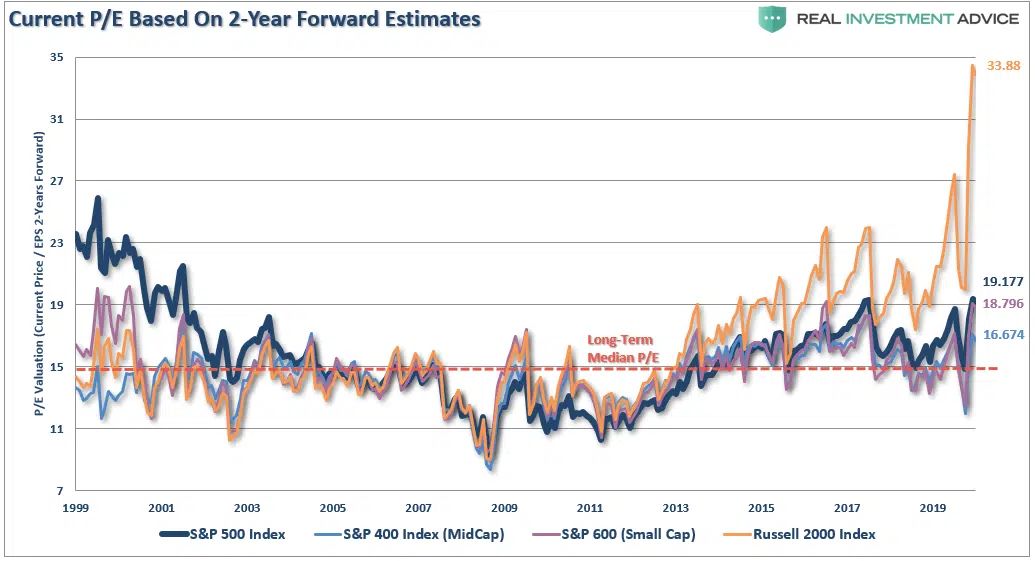 Current P/E Based On 2-Year Forward Estimates
REAL INVESTMENT ADVICE
P/E Valuation (Current Price / EPS 2-Years Forward)
35
31
27
23
19
15
11
7
33.88
19.177
18.796
16.674
Long-Term
Median P/E
1999 2001 2003 2005 2007 2009 2011 2013 2015 2017 2019
S&P 500 Index S&P 400 Index (MidCap) S&P 600 (Small Cap) Russell 2000 Index